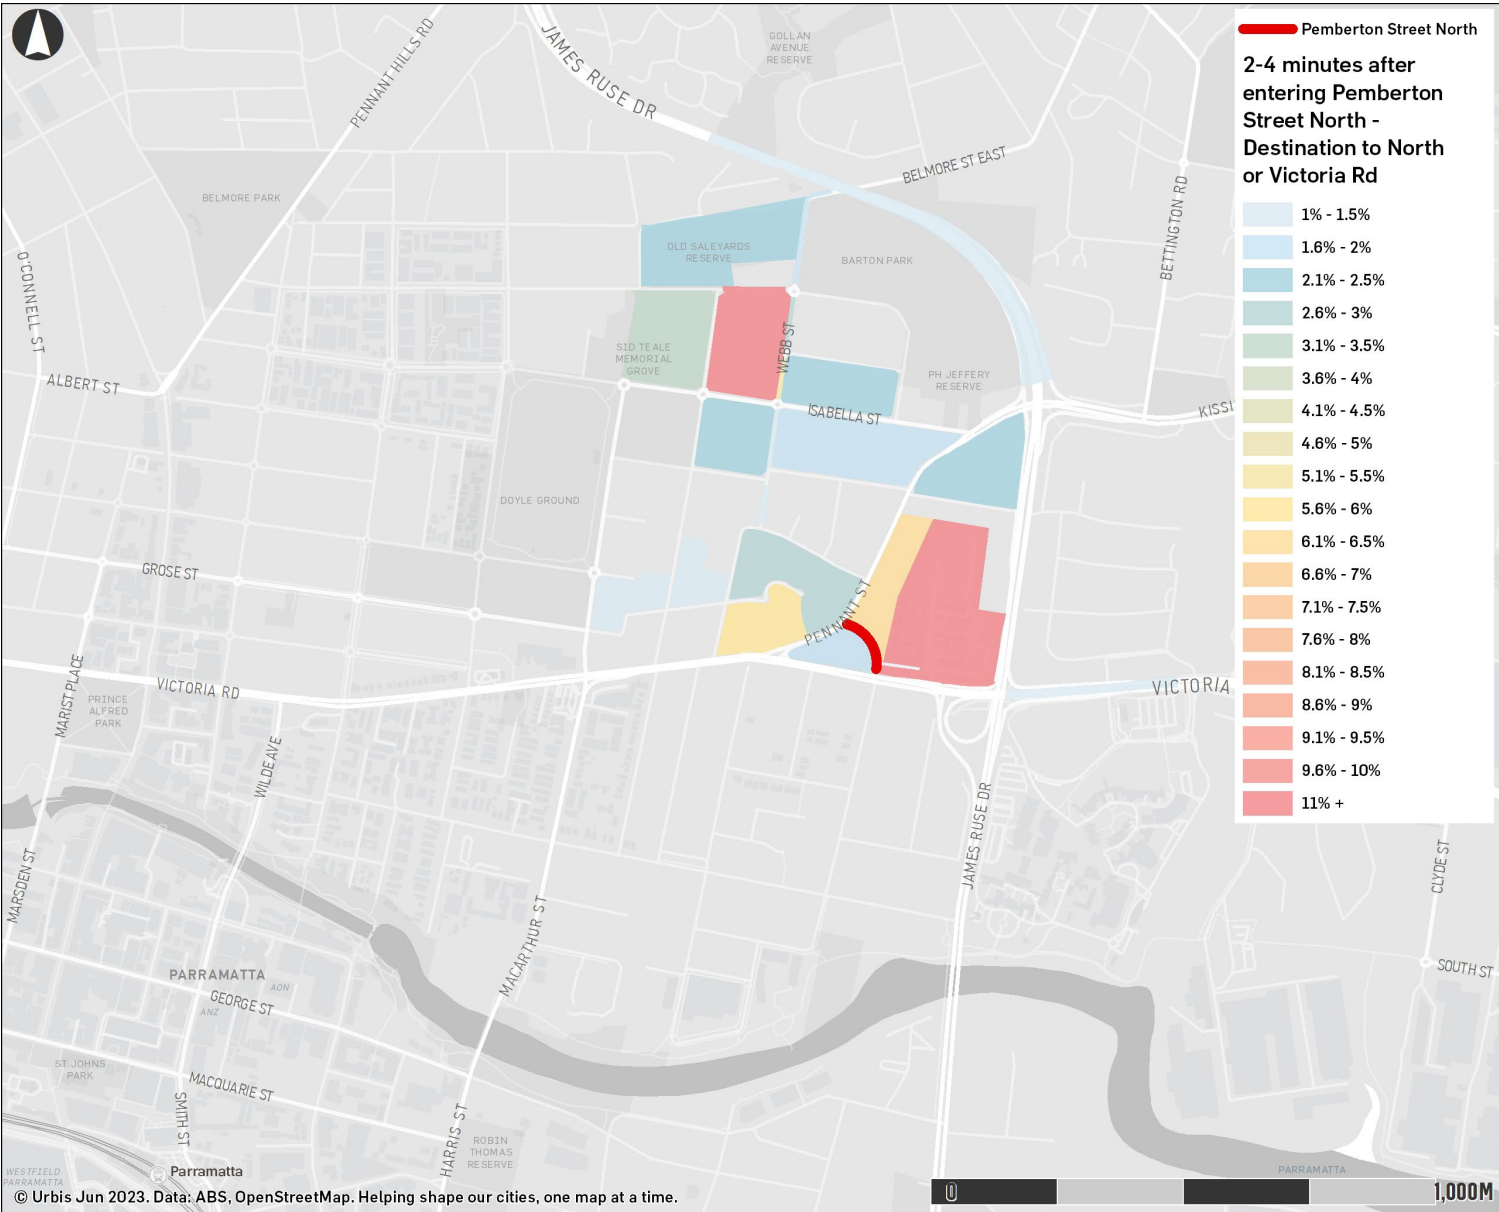 Pemberton Street North
2-4 minutes after
entering Pemberton
Street North -
Destination to North
or Victoria Rd
1% - 1.5%
1.6% - 2%
2.1% - 2.5%
2.6% - 3%
3.1% - 3.5%
3.6% - 4%
4.1% - 4.5%
4.6% - 5%
5.1% - 5.5%
5.6% - 6%
6.1% - 6.5%
6.6% - 7%
7.1% - 7.5%
7.6% - 8%
8.1% - 8.5%
8.6% - 9%
9.1% - 9.5%
9.6% - 10%
11% +
GOLLAN
AVENUE
RESERVE
JAMES RUSE DR
PENNANT HILLS RD
BELMORE ST EAST
BELMORE PARK
BETTINGTON RD
OLD SALEYARDS
RESERVE
BARTON PARK
O'CONNELL ST
SID TEALE
MEMORIAL
GROVE
WEBB ST
PH JEFFERY
RESERVE
ALBERT ST
ISABELLA ST
KISSI
DOYLE GROUND
GROSE ST
PENNANT ST
MARIST PLACE
VICTORIA RD
VICTORIA
PRINCE
ALFRED
PARK
WILDE AVE
JAMES RUSE DR
MARSDEN ST
CLYDE ST
MACARTHUR ST
PARRAMATTA
AON
GEORGE ST
ANZ
SOUTH ST
ST JOHNS
PARK
MACQUARIE ST
SMITH ST
HARRIS ST
ROBIN
THOMAS
RESERVE
WESTFIELD
PARRAMATTA
Parramatta
PARRAMATTA
© Urbis Jun 2023. Data: ABS, OpenStreetMap. Helping shape our cities, one map at a time.
0
1,000M